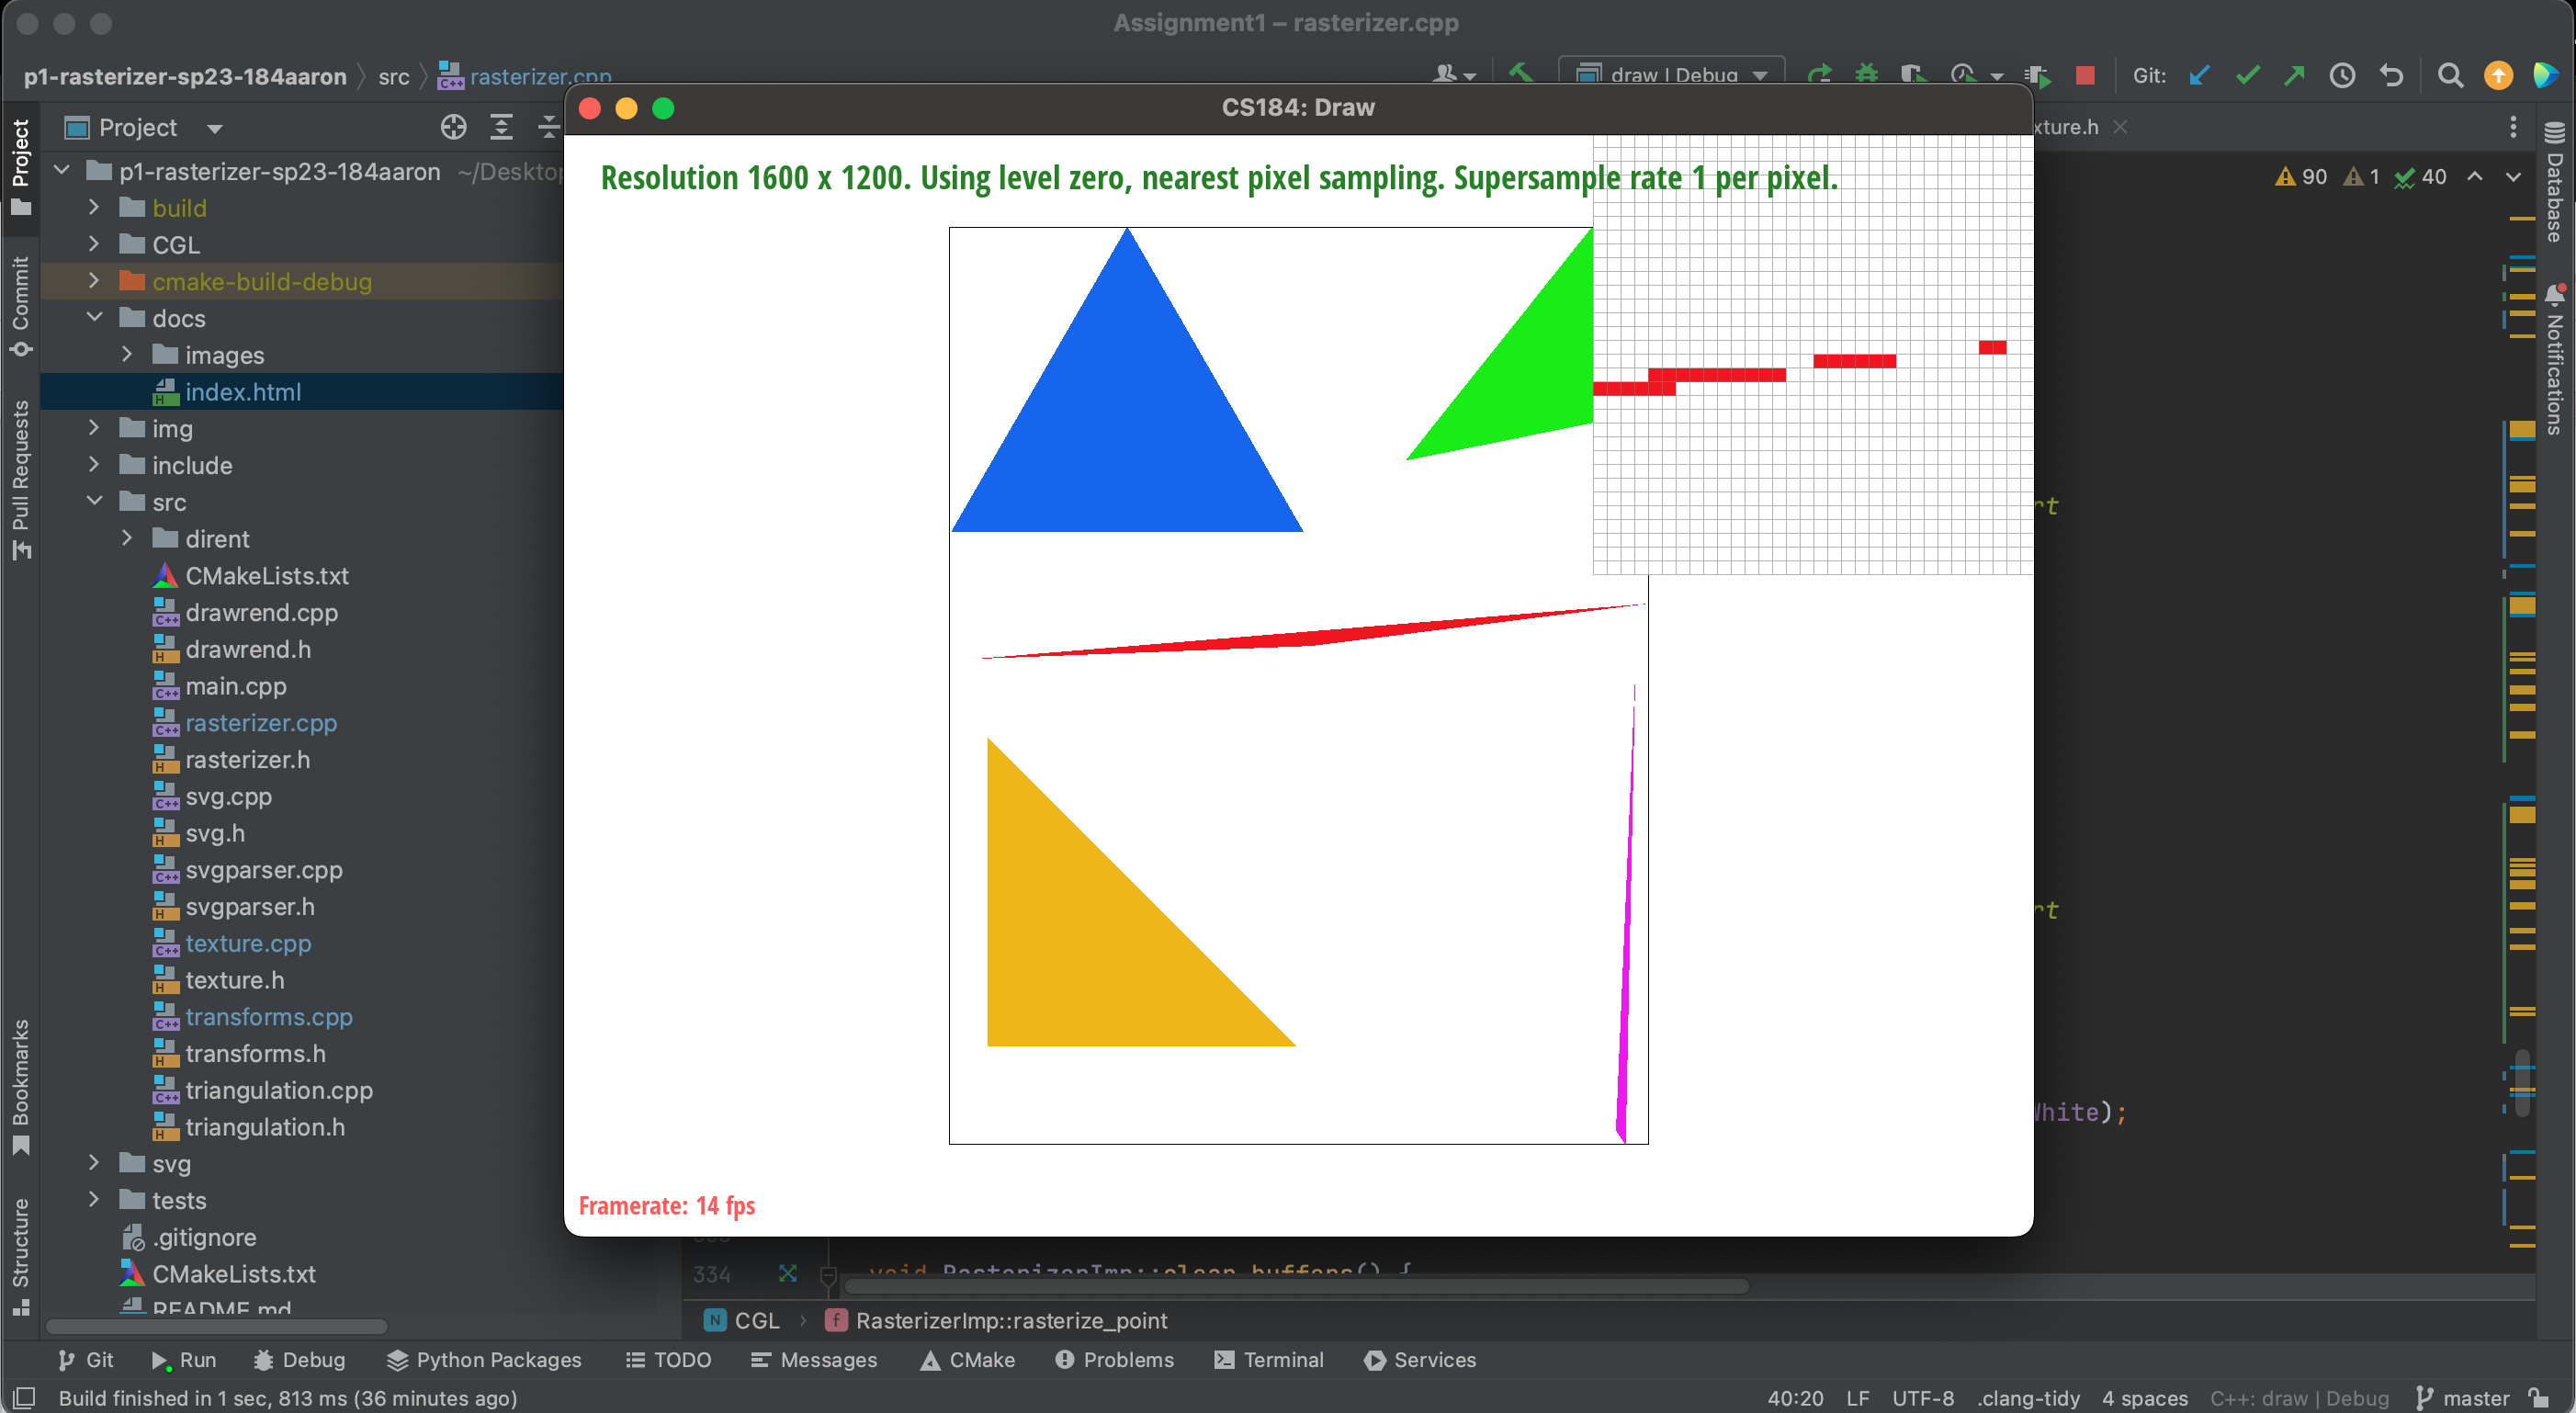 Assignment1 – rasterizer.cpp
p1-rasterizer-sp23-184aaron src rasterizer.cpp
draw | Debug
Git:
Project
CS184: Draw
xture.h
Resolution 1600 x 1200. Using level zero, nearest pixel sampling. Supersample rate 1 per pixel.
90 1 40
p1-rasterizer-sp23-184aaron ~/Desktop
build
CGL
cmake-build-debug
docs
images
index.html
img
include
src
dirent
CMakeLists.txt
drawrend.cpp
drawrend.h
main.cpp
rasterizer.cpp
rasterizer.h
svg.cpp
svg.h
svgparser.cpp
svgparser.h
texture.cpp
texture.h
transforms.cpp
transforms.h
triangulation.cpp
triangulation.h
svg
tests
.gitignore
CMakeLists.txt
README.md
Project
Commit
Pull Requests
Bookmarks
Structure
Database
Notifications
rt
rt
White);
Framerate: 14 fps
334 void RasterizerImp::clear_buffers() {
CGL RasterizerImp::rasterize_point
Git Run Debug Python Packages TODO Messages CMake Problems Terminal Services
Build finished in 1 sec, 813 ms (36 minutes ago)
40:20 LF UTF-8 .clang-tidy 4 spaces C++: draw | Debug master